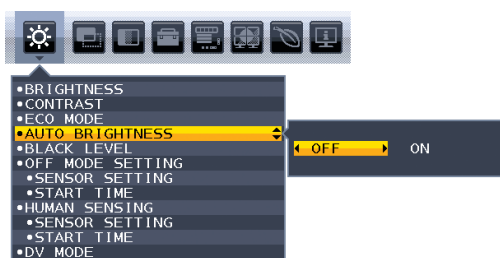 •BRIGHTNESS
•CONTRAST
•ECO MODE
•AUTO BRIGHTNESS
OFF ON
•BLACK LEVEL
•OFF MODE SETTING
•SENSOR SETTING
•START TIME
•HUMAN SENSING
•SENSOR SETTING
•START TIME
•DV MODE